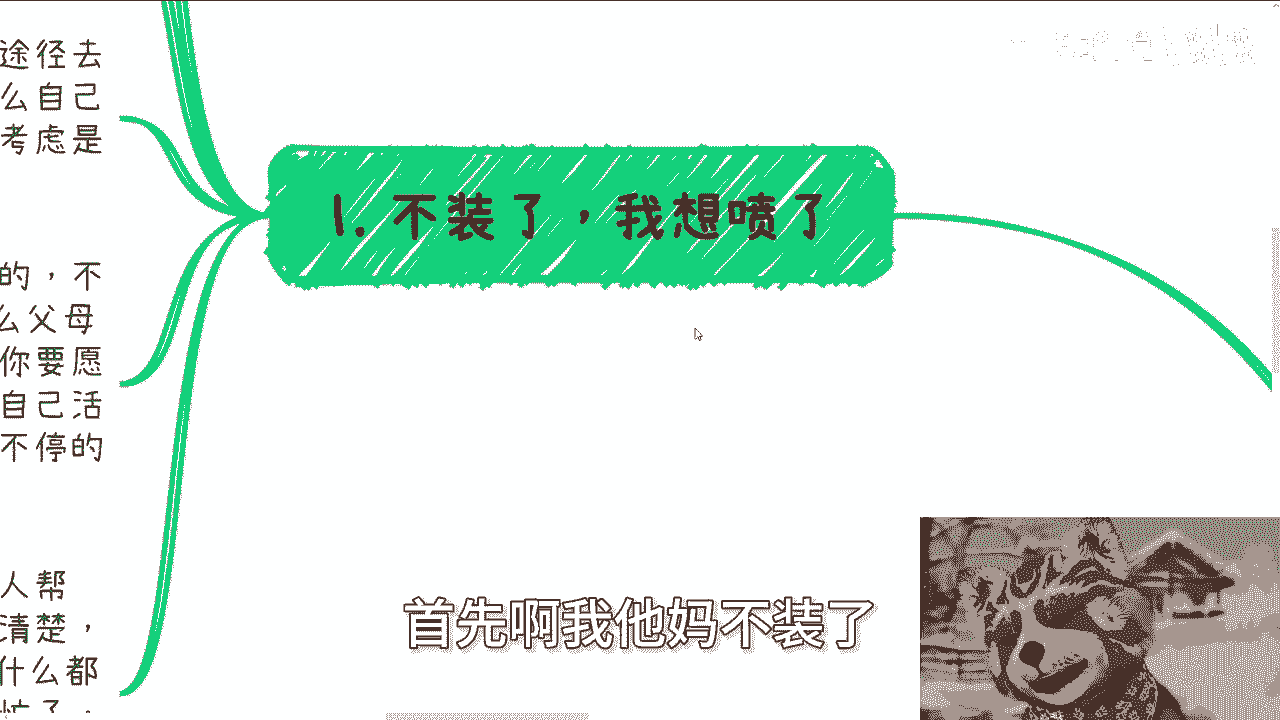 途径去
么自己
考虑是
的，不
么父母
你要愿
自己活
不停的
人帮
清楚，
什么都
1. 不装了，我想喷了
首先啊我他妈不装了